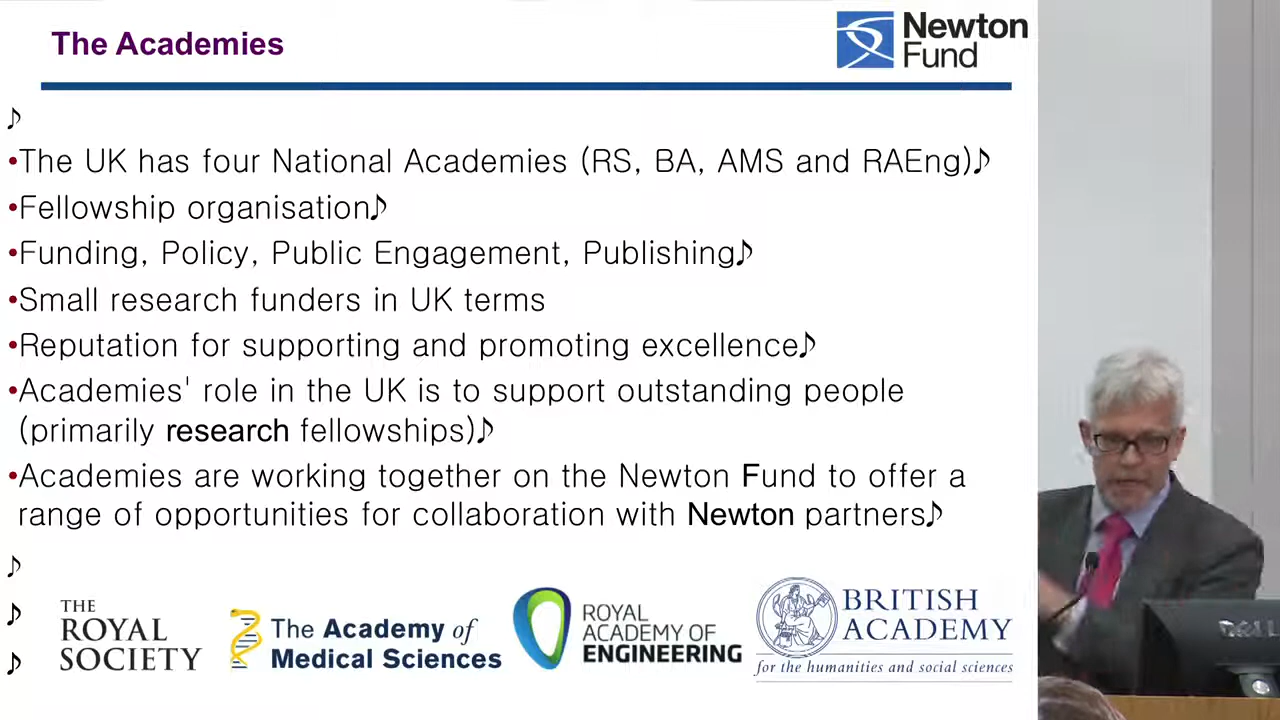 The Academies
Newton
Fund
♪
•The UK has four National Academies (RS, BA, AMS and RAEng)♪
•Fellowship organisation♪
•Funding, Policy, Public Engagement, Publishing♪
•Small research funders in UK terms
•Reputation for supporting and promoting excellence♪
•Academies' role in the UK is to support outstanding people
(primarily research fellowships)♪
•Academies are working together on the Newton Fund to offer a
range of opportunities for collaboration with Newton partners♪
♪
♪
♪
THE
ROYAL
SOCIETY
The Academy of
Medical Sciences
ROYAL
ACADEMY OF
ENGINEERING
BRITISH
ACADEMY
for the humanities and social sciences
DELL